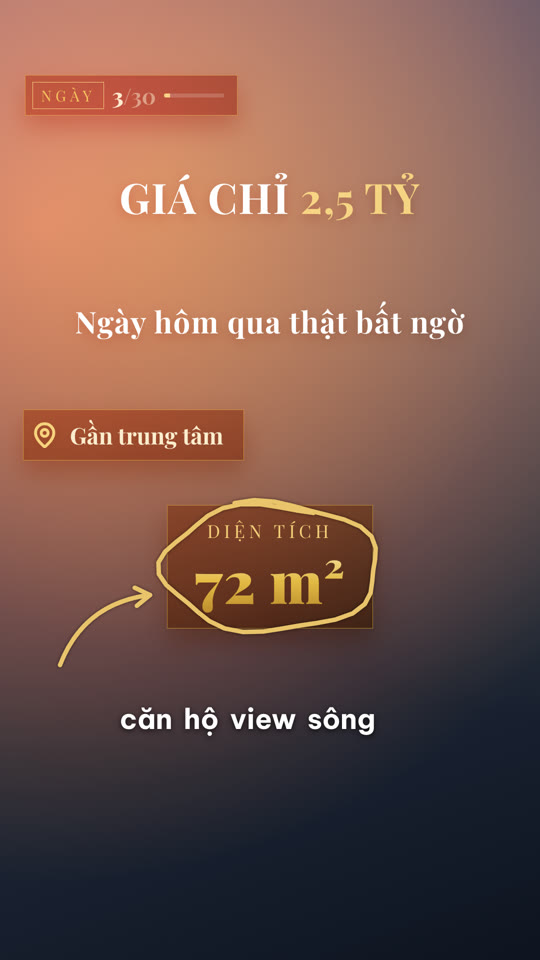 NGÀY 3/30
GIÁ CHỈ 2,5 TỶ
Ngày hôm qua thật bất ngờ
Gần trung tâm
DIỆN TÍCH
72 m²
căn hộ view sông